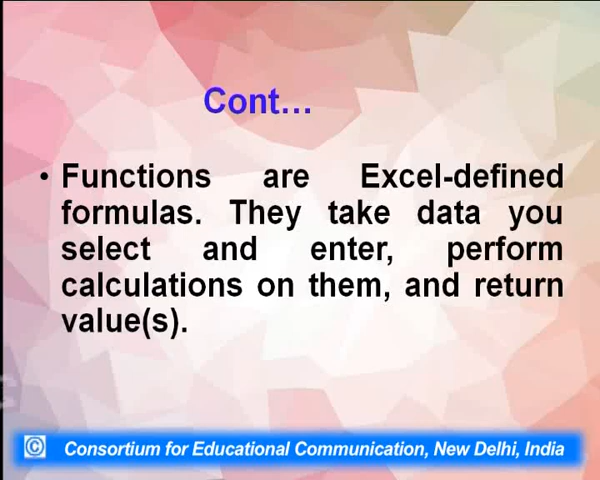 Cont…
• Functions are Excel-defined
formulas. They take data you
select and enter, perform
calculations on them, and return
value(s).
© Consortium for Educational Communication, New Delhi, India